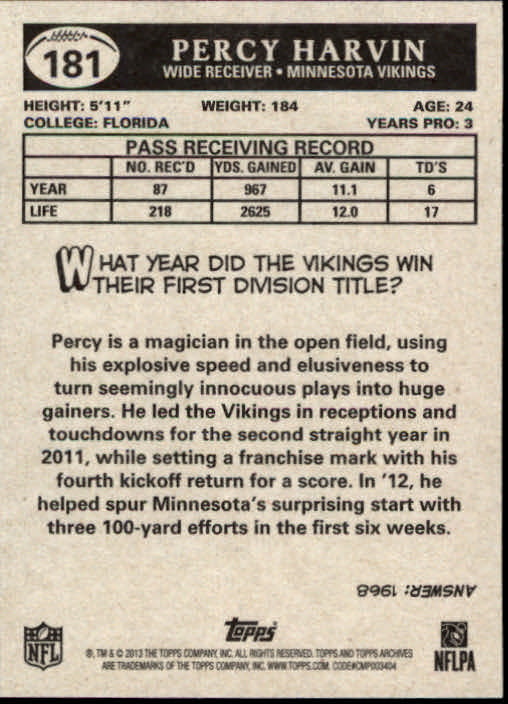 181
PERCY HARVIN
WIDE RECEIVER • MINNESOTA VIKINGS
HEIGHT: 5'11" WEIGHT: 184 AGE: 24
COLLEGE: FLORIDA YEARS PRO: 3
PASS RECEIVING RECORD
NO. REC'D YDS. GAINED AV. GAIN TD'S
YEAR 87 967 11.1 6
LIFE 218 2625 12.0 17
WHAT YEAR DID THE VIKINGS WIN
THEIR FIRST DIVISION TITLE?
Percy is a magician in the open field, using
his explosive speed and elusiveness to
turn seemingly innocuous plays into huge
gainers. He led the Vikings in receptions and
touchdowns for the second straight year in
2011, while setting a franchise mark with his
fourth kickoff return for a score. In '12, he
helped spur Minnesota's surprising start with
three 100-yard efforts in the first six weeks.
ANSWER: 1968
NFL
Topps
®, TM & © 2013 THE TOPPS COMPANY, INC. ALL RIGHTS RESERVED. TOPPS AND TOPPS ARCHIVES
ARE TRADEMARKS OF THE TOPPS COMPANY, INC. WWW.TOPPS.COM. CODE#CMP003404
NFLPA